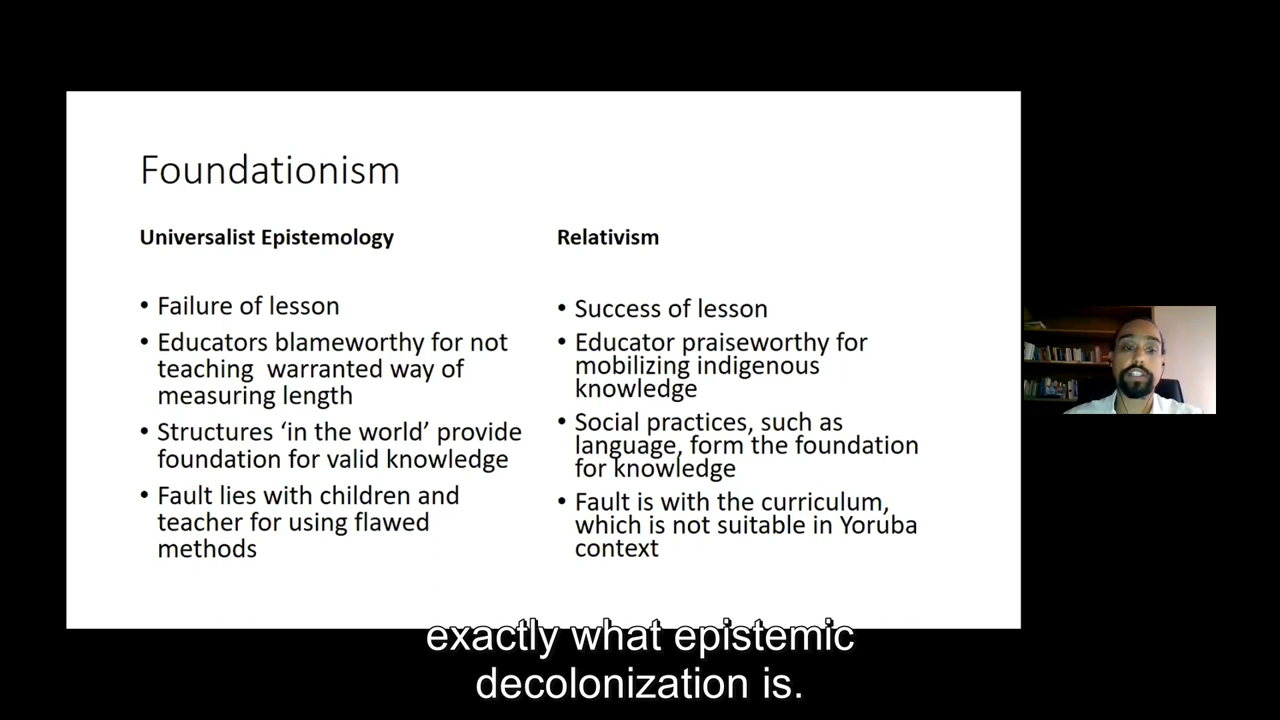 Foundationism
Universalist Epistemology
• Failure of lesson
• Educators blameworthy for not
teaching  warranted way of
measuring length
• Structures ‘in the world’ provide
foundation for valid knowledge
• Fault lies with children and
teacher for using flawed
methods
Relativism
• Success of lesson
• Educator praiseworthy for
mobilizing indigenous
knowledge
• Social practices, such as
language, form the foundation
for knowledge
• Fault is with the curriculum,
which is not suitable in Yoruba
context
exactly what epistemic
decolonization is.